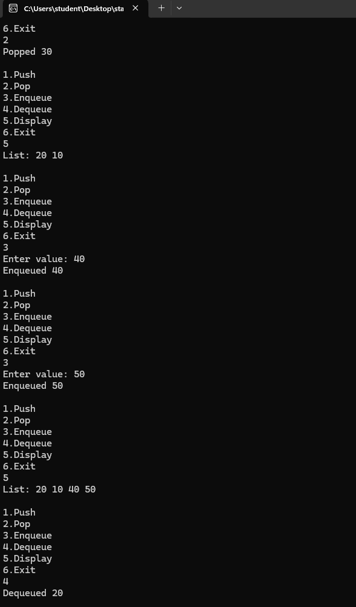 C:\Users\student\Desktop\sta
6.Exit
2
Popped 30
1.Push
2.Pop
3.Enqueue
4.Dequeue
5.Display
6.Exit
5
List: 20 10
1.Push
2.Pop
3.Enqueue
4.Dequeue
5.Display
6.Exit
3
Enter value: 40
Enqueued 40
1.Push
2.Pop
3.Enqueue
4.Dequeue
5.Display
6.Exit
3
Enter value: 50
Enqueued 50
1.Push
2.Pop
3.Enqueue
4.Dequeue
5.Display
6.Exit
5
List: 20 10 40 50
1.Push
2.Pop
3.Enqueue
4.Dequeue
5.Display
6.Exit
4
Dequeued 20